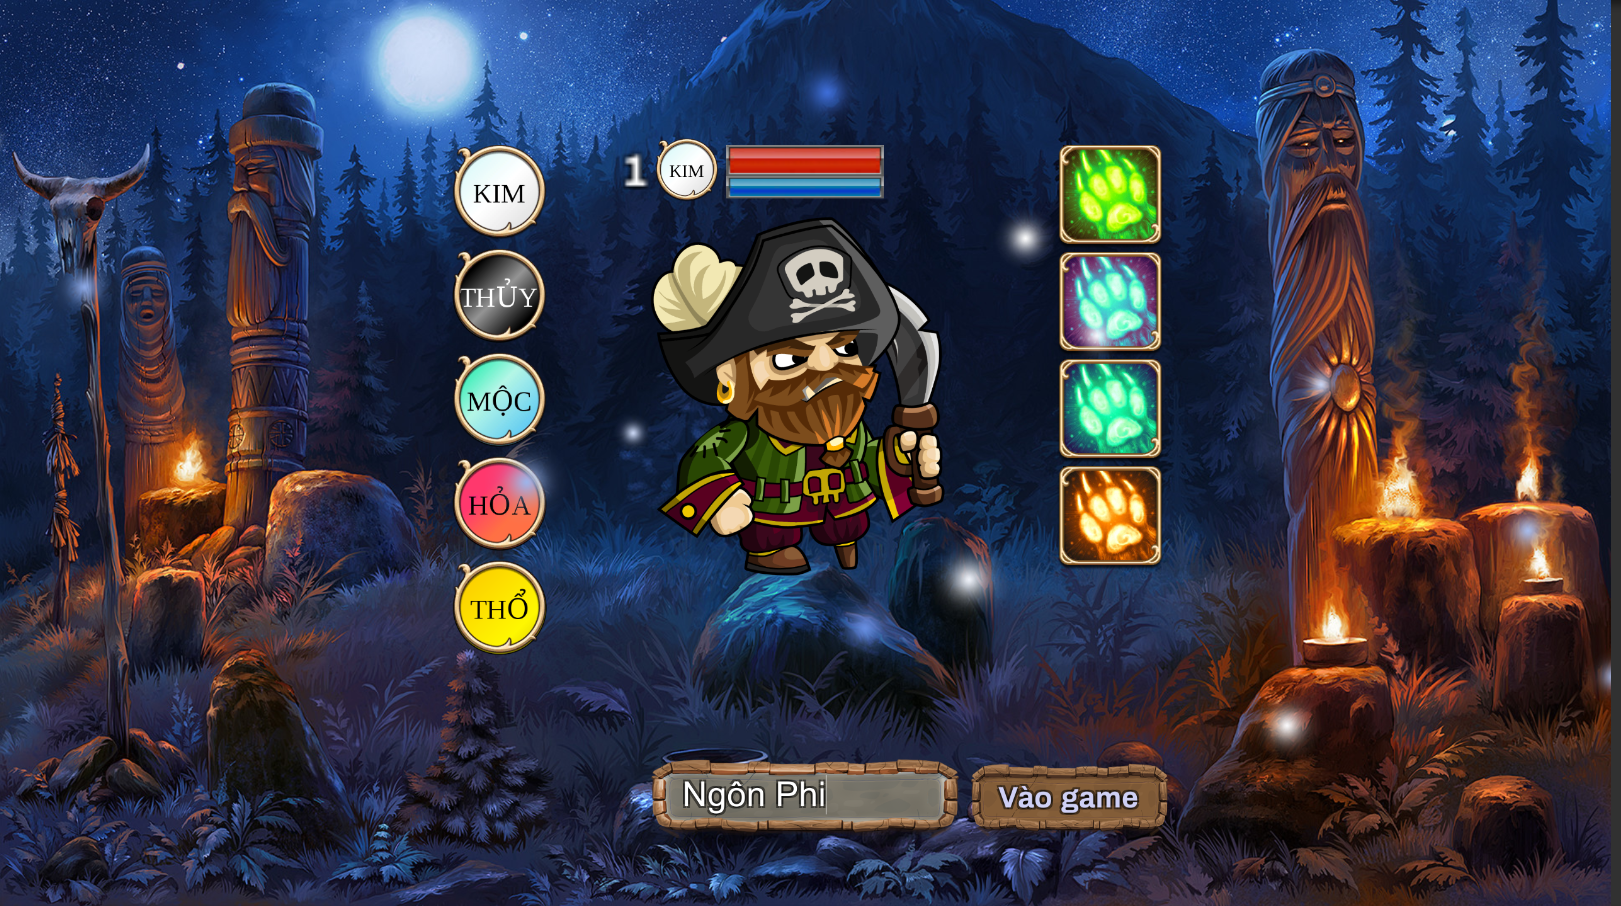 KIM
THỦY
MỘC
HỎA
THỔ
1 KIM
Ngôn Phi
Vào game